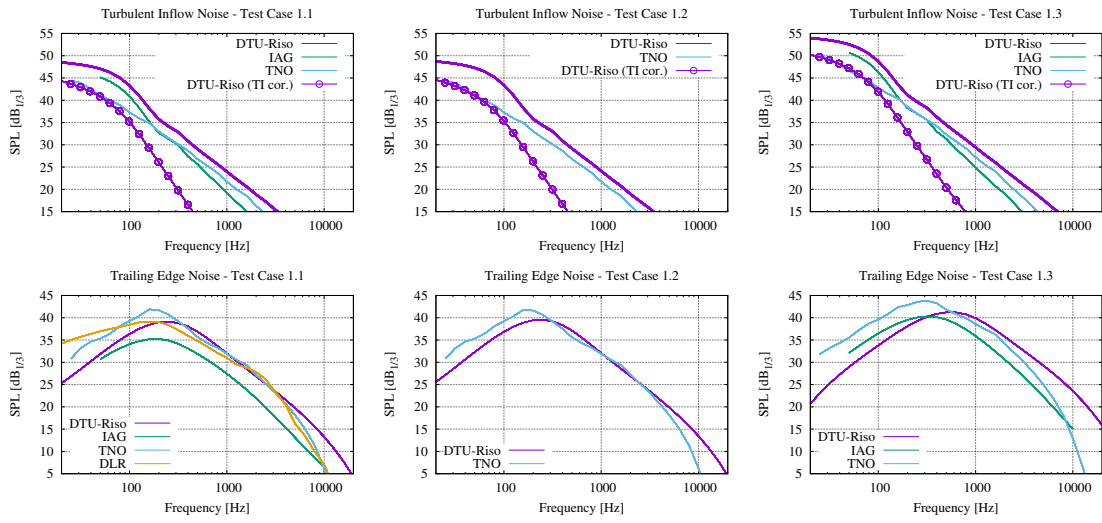 Turbulent Inflow Noise - Test Case 1.1
SPL [dB1/3]
55
50
45
40
35
30
25
20
15
DTU-Riso
IAG
TNO
DTU-Riso (TI cor.)
100
1000
10000
Frequency [Hz]
Turbulent Inflow Noise - Test Case 1.2
SPL [dB1/3]
55
50
45
40
35
30
25
20
15
DTU-Riso
TNO
DTU-Riso (TI cor.)
100
1000
10000
Frequency [Hz]
Turbulent Inflow Noise - Test Case 1.3
SPL [dB1/3]
55
50
45
40
35
30
25
20
15
DTU-Riso
IAG
TNO
DTU-Riso (TI cor.)
100
1000
10000
Frequency [Hz]
Trailing Edge Noise - Test Case 1.1
SPL [dB1/3]
45
40
35
30
25
20
15
10
5
DTU-Riso
IAG
TNO
DLR
100
1000
10000
Frequency [Hz]
Trailing Edge Noise - Test Case 1.2
SPL [dB1/3]
45
40
35
30
25
20
15
10
5
DTU-Riso
TNO
100
1000
10000
Frequency [Hz]
Trailing Edge Noise - Test Case 1.3
SPL [dB1/3]
45
40
35
30
25
20
15
10
5
DTU-Riso
IAG
TNO
100
1000
10000
Frequency [Hz]